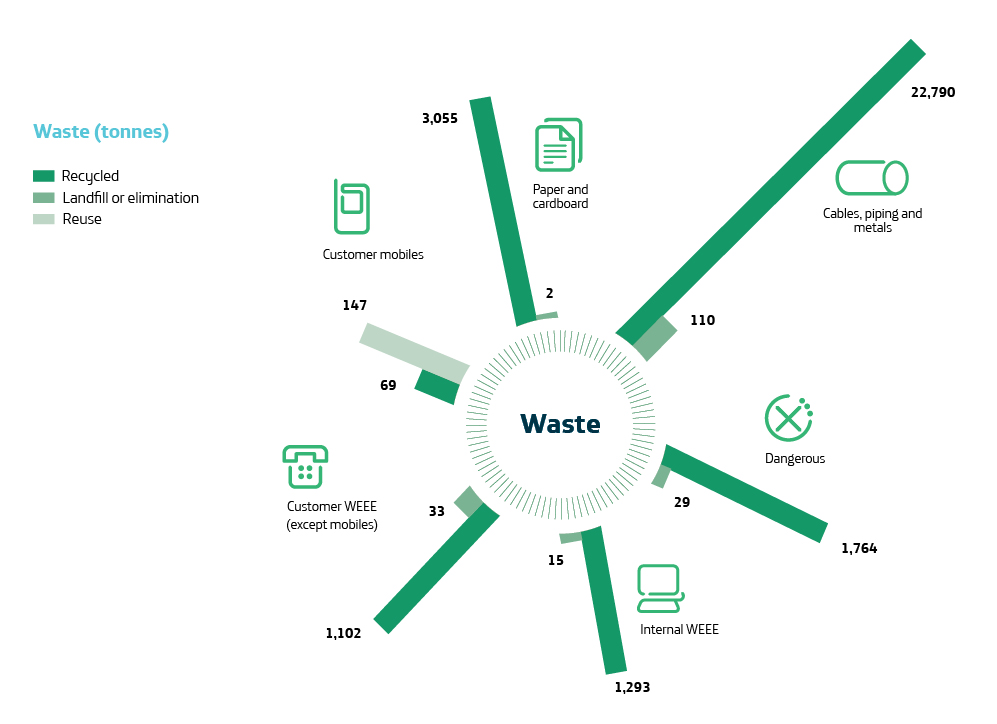 Waste (tonnes)
Recycled
Landfill or elimination
Reuse
3,055
Paper and
cardboard
2
22,790
Cables, piping and
metals
110
Customer mobiles
147
69
Waste
Dangerous
29
1,764
Customer WEEE
(except mobiles)
33
1,102
15
Internal WEEE
1,293